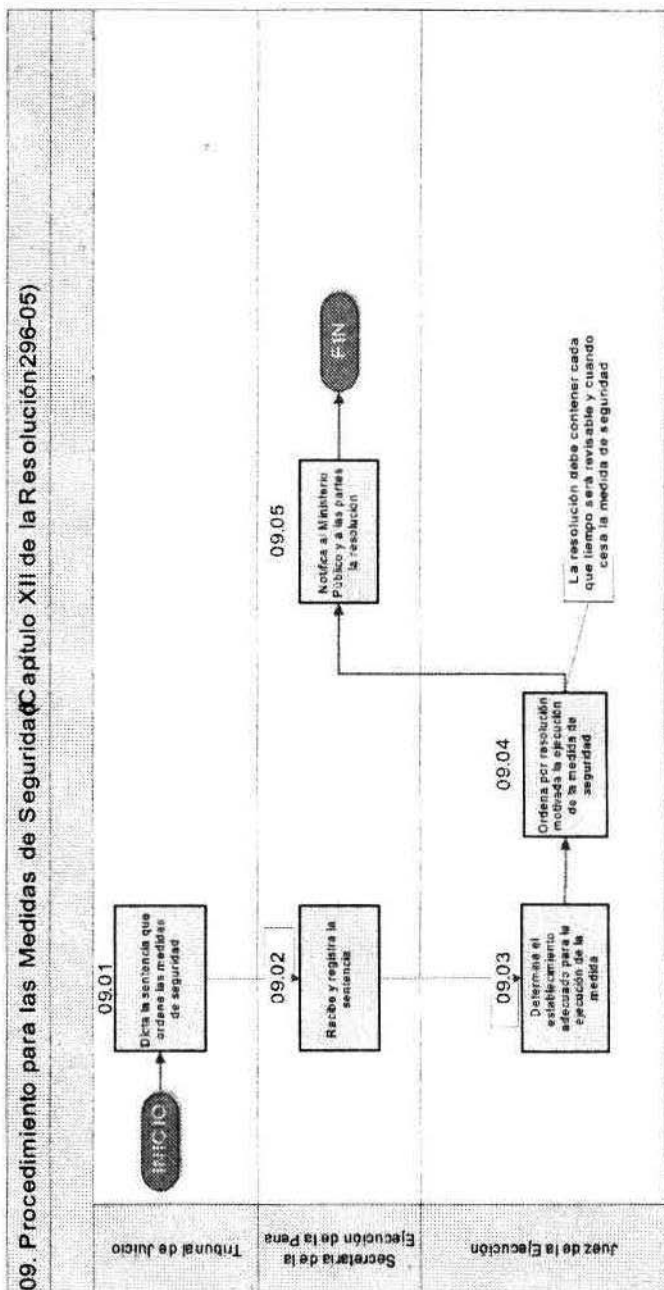 09. Procedimiento para las Medidas de Seguridad(Capitulo XII de la Resolución296-05)
Tribunal de Juicio
INICIO
09.01
Dicta la sentencia que
ordena las medidas
de seguridad
Secretaria de la
Ejecución de la Pena
09.02
Recibe y registra la
sentencia
09.05
Notifica al Ministerio
Público y a las partes
la resolución
FIN
Juez de la Ejecución
09.03
Determina el
establecimiento
adecuado para la
ejecución de la
medida
09.04
Ordena por resolución
motivada la ejecución
de la medida de
seguridad
La resolución debe contener cada
que tiempo será revisable y cuando
cesa la medida de seguridad